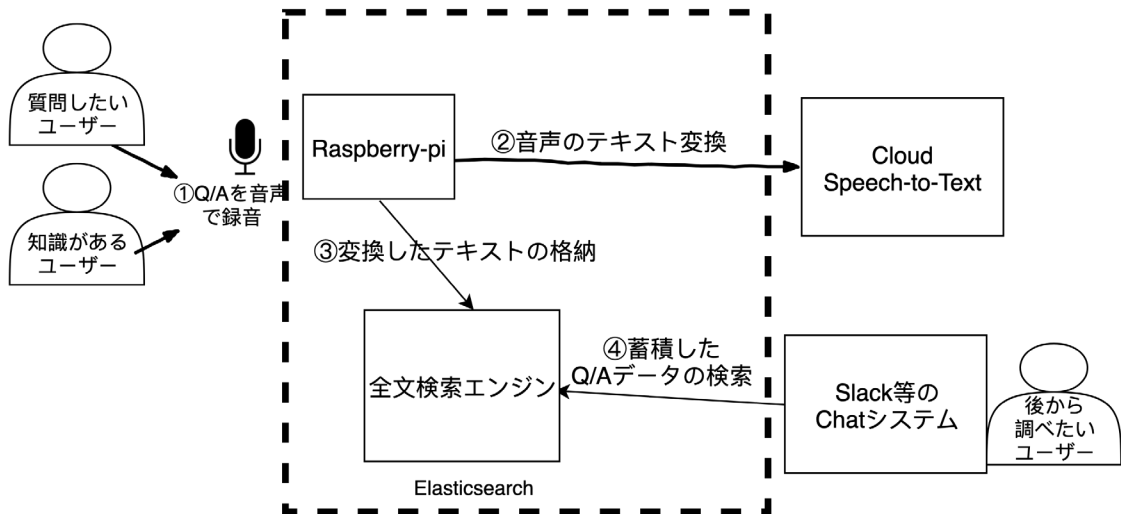 質問したい
ユーザー
①Q/Aを音声
で録音
知識がある
ユーザー
Raspberry-pi
②音声のテキスト変換
Cloud
Speech-to-Text
③変換したテキストの格納
全文検索エンジン
Elasticsearch
④蓄積した
Q/Aデータの検索
Slack等の
Chatシステム
後から
調べたい
ユーザー